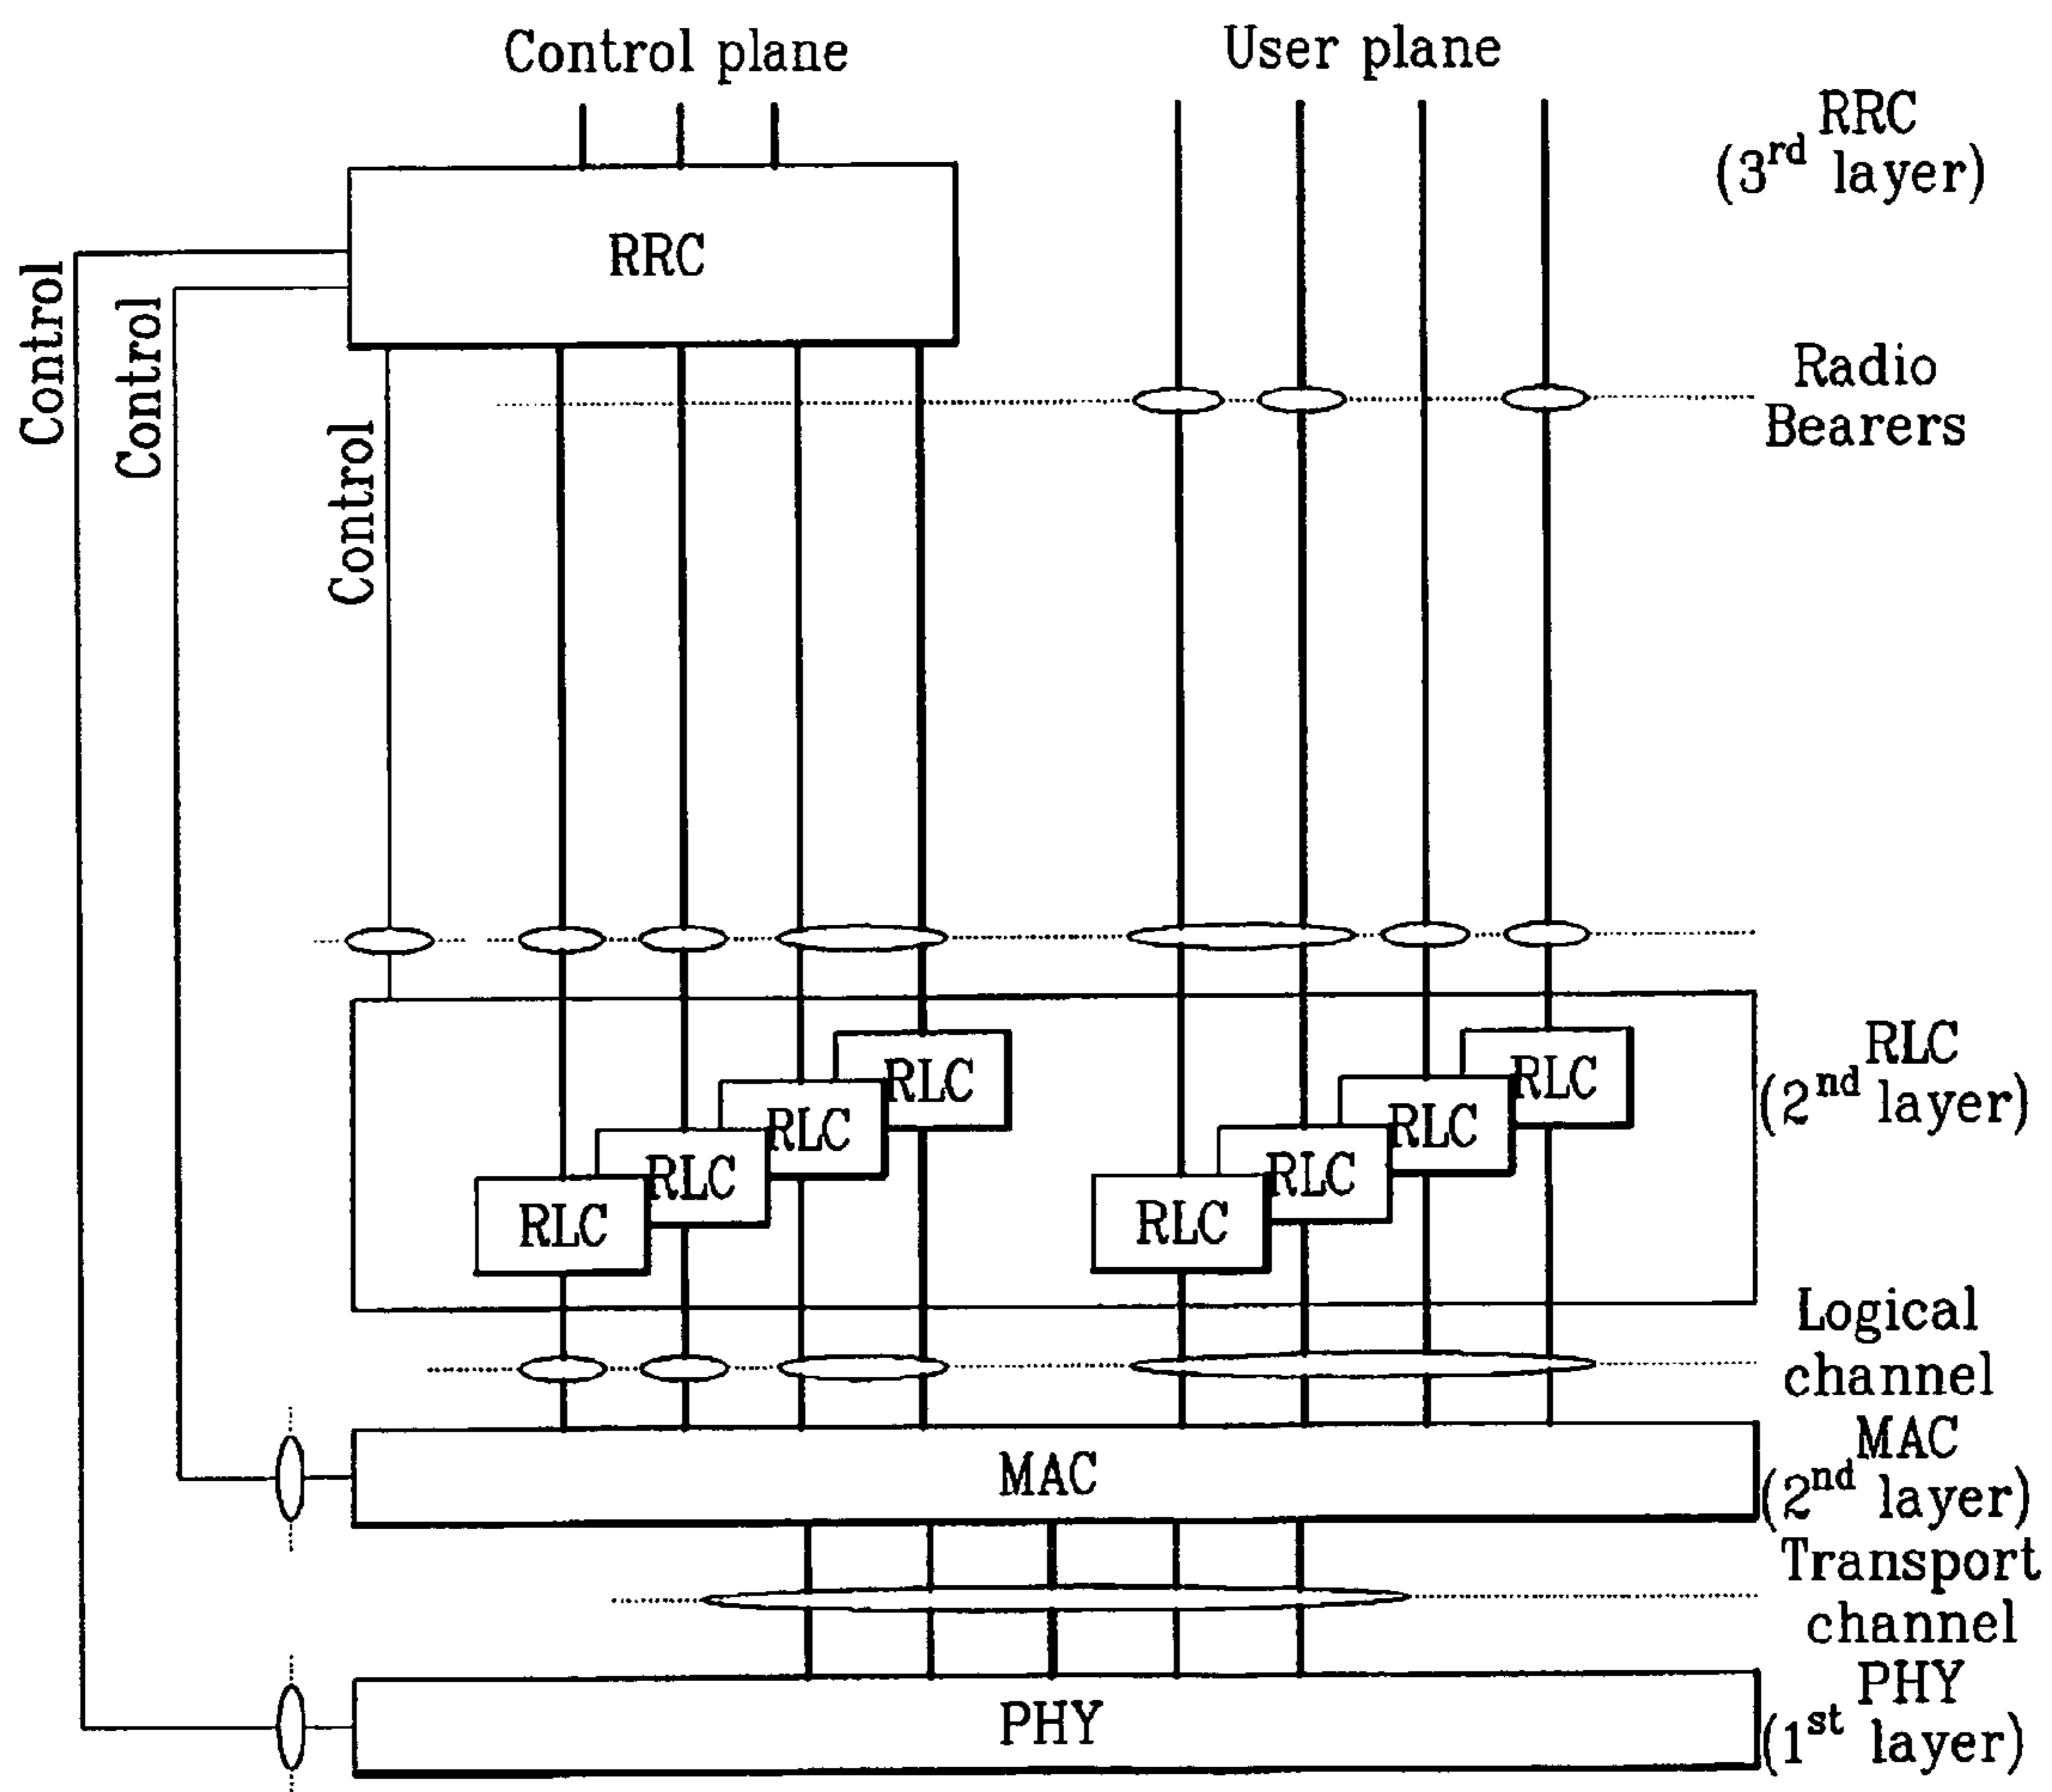 Control plane
User plane
RRC
(3rd layer)
RRC
Control
Control
Control
Radio
Bearers
RLC
RLC
RLC
RLC
RLC
RLC
RLC
RLC
RLC
(2nd layer)
Logical
channel
MAC
MAC
(2nd layer)
Transport
channel
PHY
PHY
(1st layer)